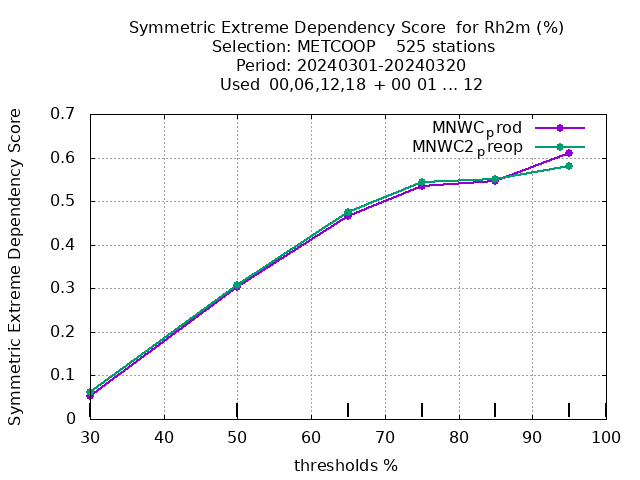 Symmetric Extreme Dependency Score  for Rh2m (%)
Selection: METCOOP    525 stations
Period: 20240301-20240320
Used  00,06,12,18  + 00 01 ... 12
Symmetric Extreme Dependency Score
0.7
0.6
0.5
0.4
0.3
0.2
0.1
0
MNWC_prod
MNWC2_preop
30 40 50 60 70 80 90 100
thresholds %